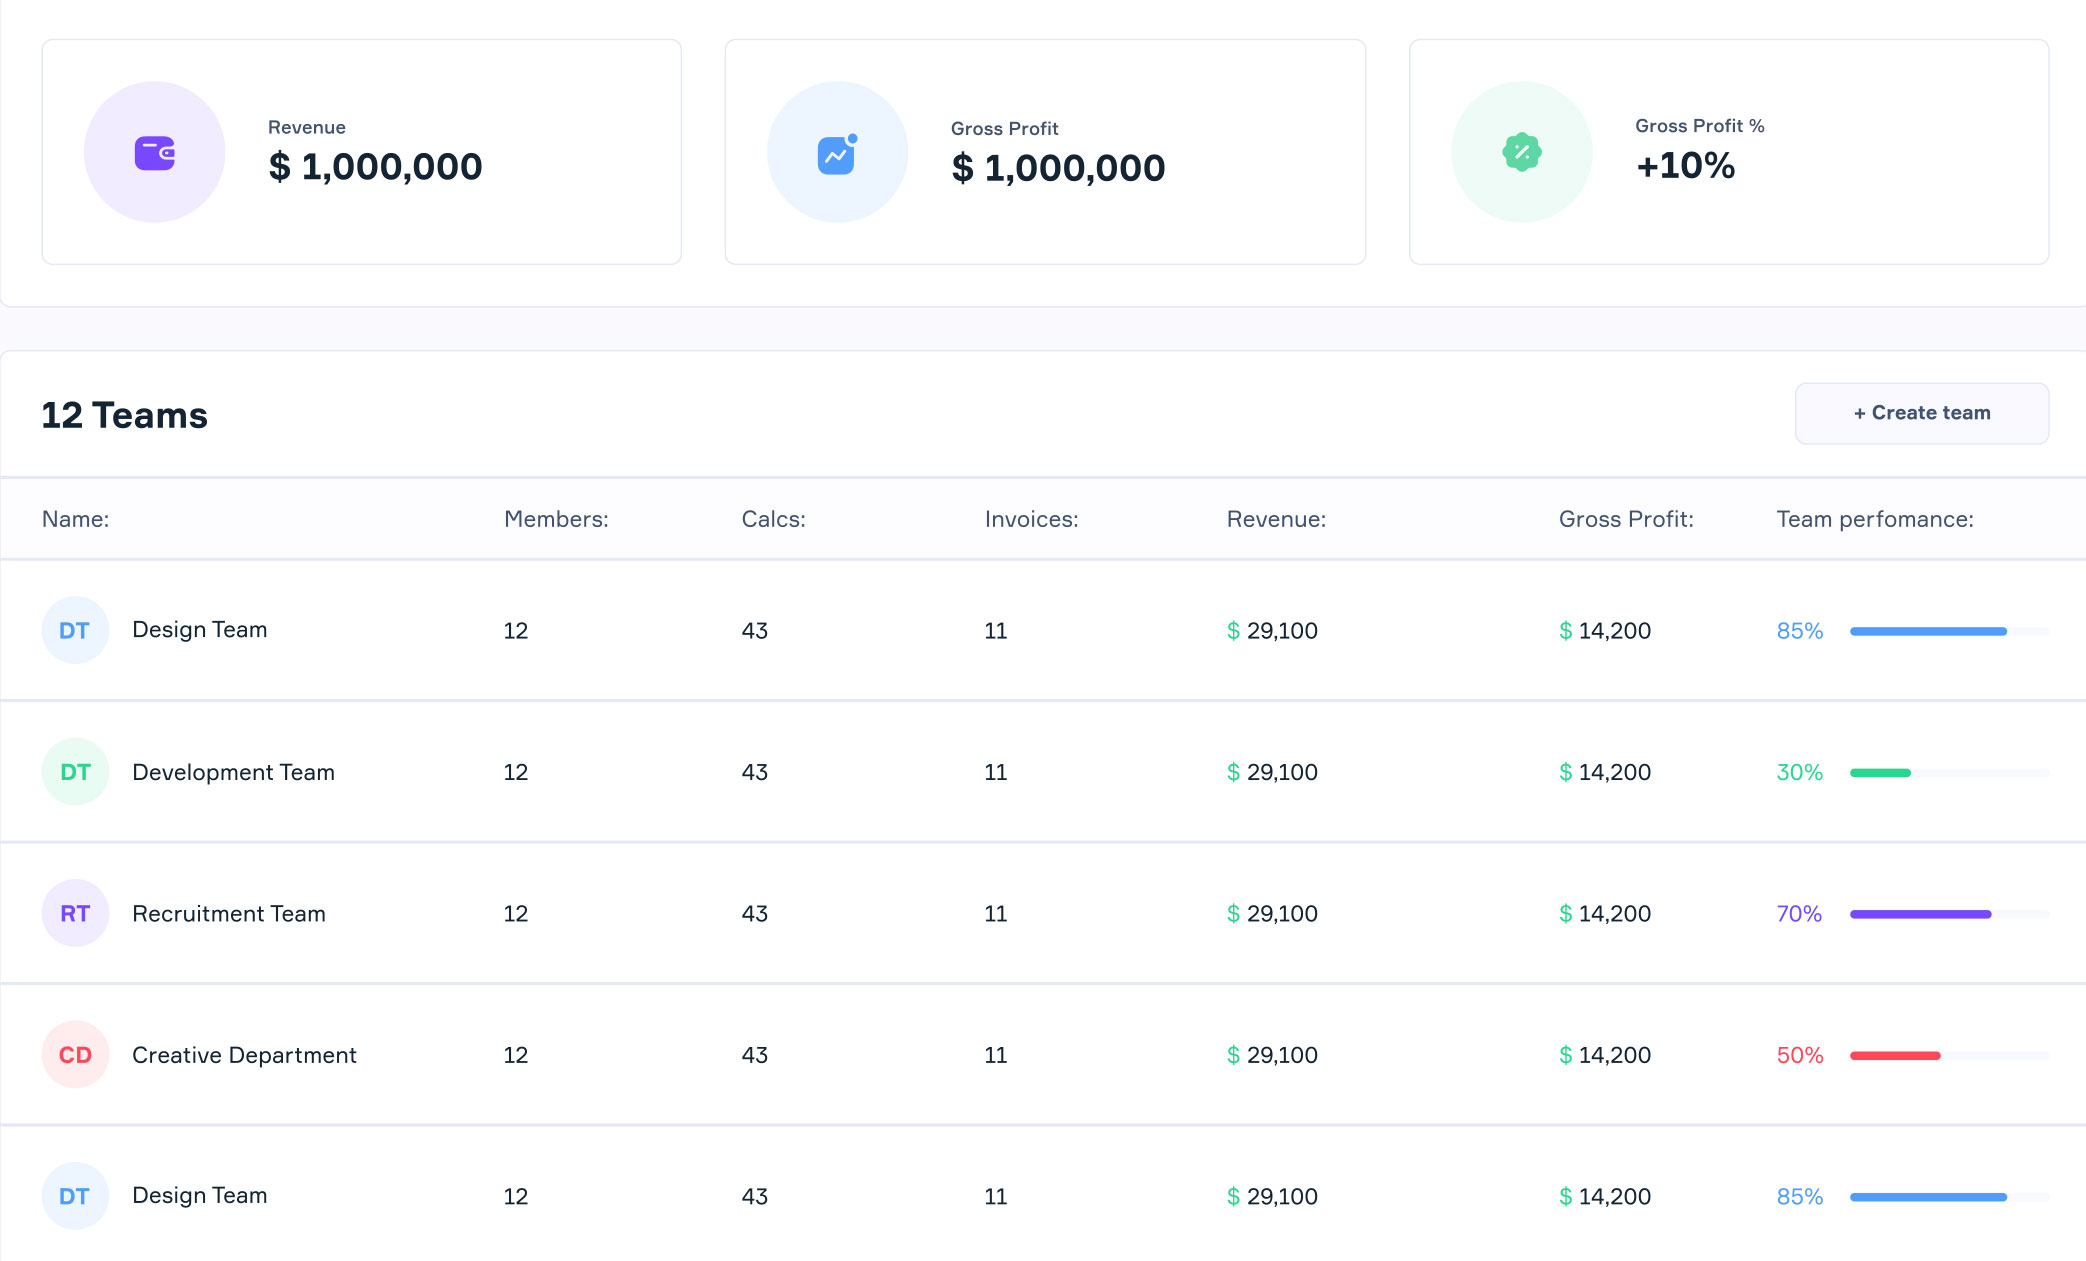 Revenue
$ 1,000,000
Gross Profit
$ 1,000,000
Gross Profit %
+10%
12 Teams
+ Create team
Name: Members: Calcs: Invoices: Revenue: Gross Profit: Team perfomance:
DT Design Team 12 43 11 $ 29,100 $ 14,200 85%
DT Development Team 12 43 11 $ 29,100 $ 14,200 30%
RT Recruitment Team 12 43 11 $ 29,100 $ 14,200 70%
CD Creative Department 12 43 11 $ 29,100 $ 14,200 50%
DT Design Team 12 43 11 $ 29,100 $ 14,200 85%